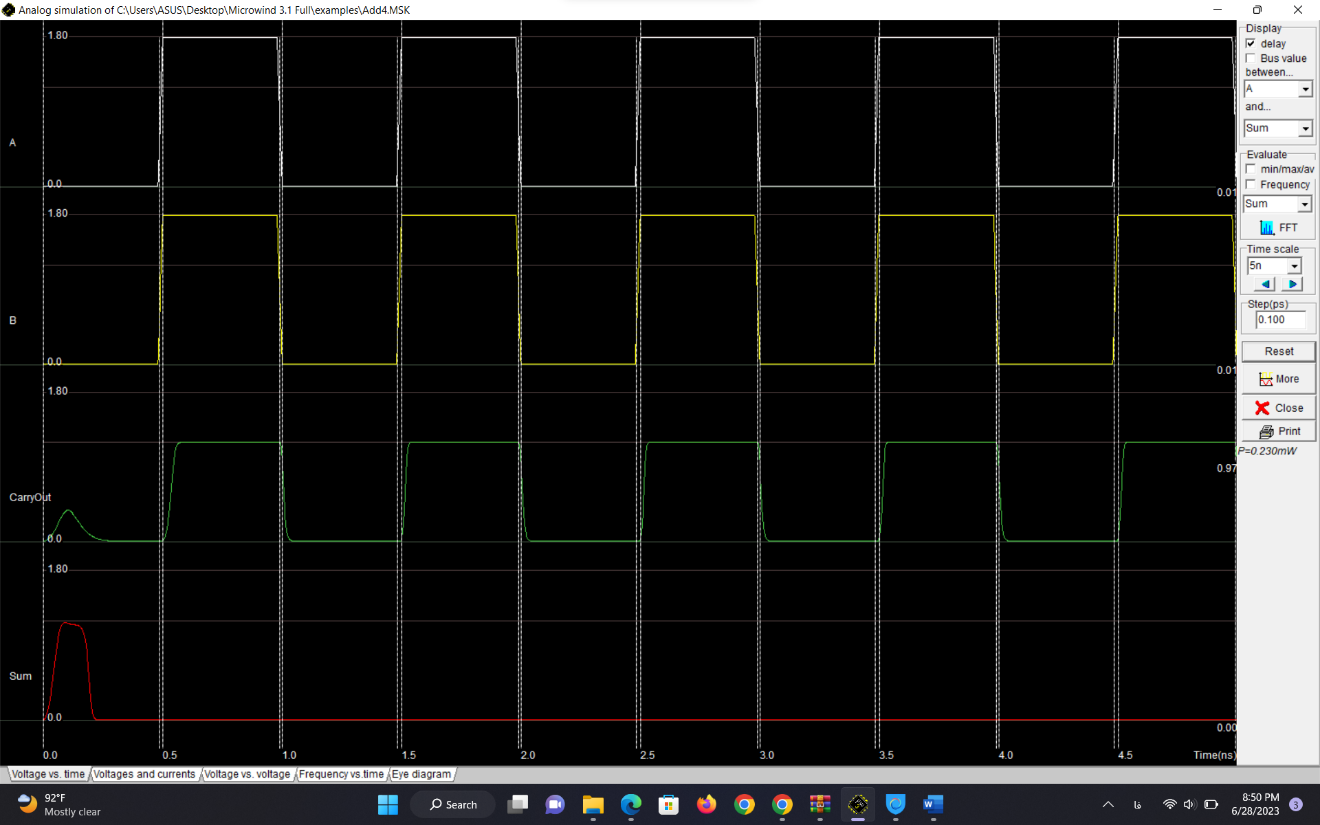 Analog simulation of C:\Users\ASUS\Desktop\Microwind 3.1 Full\examples\Add4.MSK
1.80
A
0.0
0.01
1.80
B
0.0
0.01
1.80
CarryOut
0.0
0.97
1.80
Sum
0.0
0.00
0.0 0.5 1.0 1.5 2.0 2.5 3.0 3.5 4.0 4.5 Time(ns)
Display
delay
Bus value
between...
A
and...
Sum
Evaluate
min/max/av
Frequency
Sum
FFT
Time scale
5n
Step(ps)
0.100
Reset
More
Close
Print
P=0.230mW
Voltage vs. time Voltages and currents Voltage vs. voltage Frequency vs.time Eye diagram
92°F
Mostly clear
Search
فا
8:50 PM
6/28/2023
3